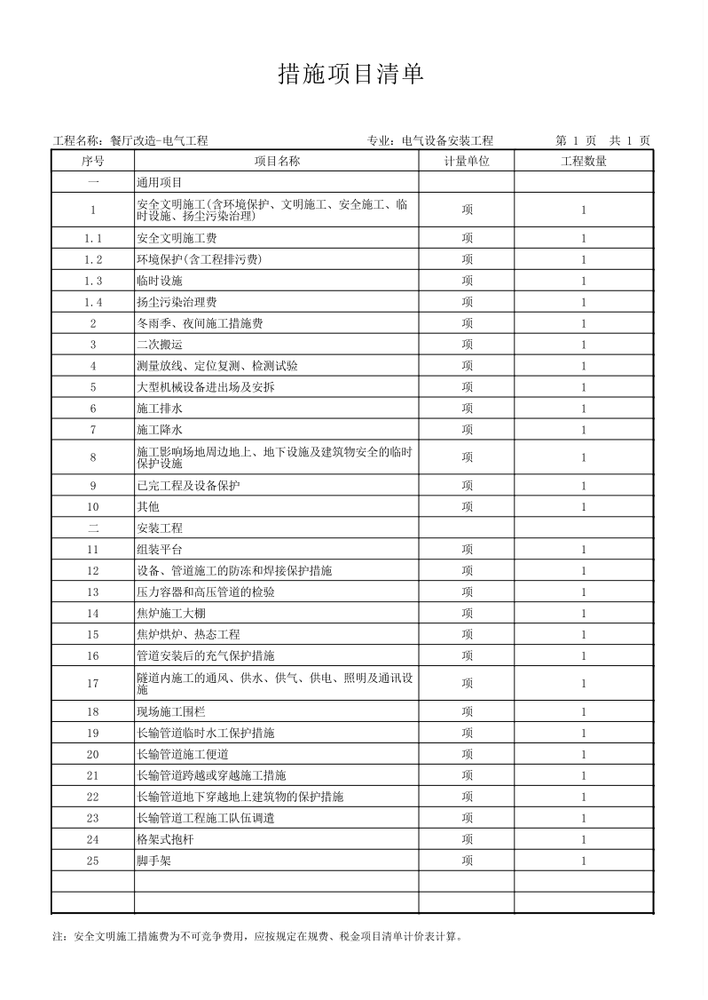 措施项目清单
工程名称：餐厅改造-电气工程 专业：电气设备安装工程 第 1 页 共 1 页
序号 项目名称 计量单位 工程数量
一 通用项目
1 安全文明施工(含环境保护、文明施工、安全施工、临 项 1
时设施、扬尘污染治理)
1.1 安全文明施工费 项 1
1.2 环境保护(含工程排污费) 项 1
1.3 临时设施 项 1
1.4 扬尘污染治理费 项 1
2 冬雨季、夜间施工措施费 项 1
3 二次搬运 项 1
4 测量放线、定位复测、检测试验 项 1
5 大型机械设备进出场及安拆 项 1
6 施工排水 项 1
7 施工降水 项 1
8 施工影响场地周边地上、地下设施及建筑物安全的临时 项 1
保护设施
9 已完工程及设备保护 项 1
10 其他 项 1
二 安装工程
11 组装平台 项 1
12 设备、管道施工的防冻和焊接保护措施 项 1
13 压力容器和高压管道的检验 项 1
14 焦炉施工大棚 项 1
15 焦炉烘炉、热态工程 项 1
16 管道安装后的充气保护措施 项 1
17 隧道内施工的通风、供水、供气、供电、照明及通讯设 项 1
施
18 现场施工围栏 项 1
19 长输管道临时水工保护措施 项 1
20 长输管道施工便道 项 1
21 长输管道跨越或穿越施工措施 项 1
22 长输管道地下穿越地上建筑物的保护措施 项 1
23 长输管道工程施工队伍调遣 项 1
24 格架式抱杆 项 1
25 脚手架 项 1
注：安全文明施工措施费为不可竞争费用，应按规定在规费、税金项目清单计价表计算。